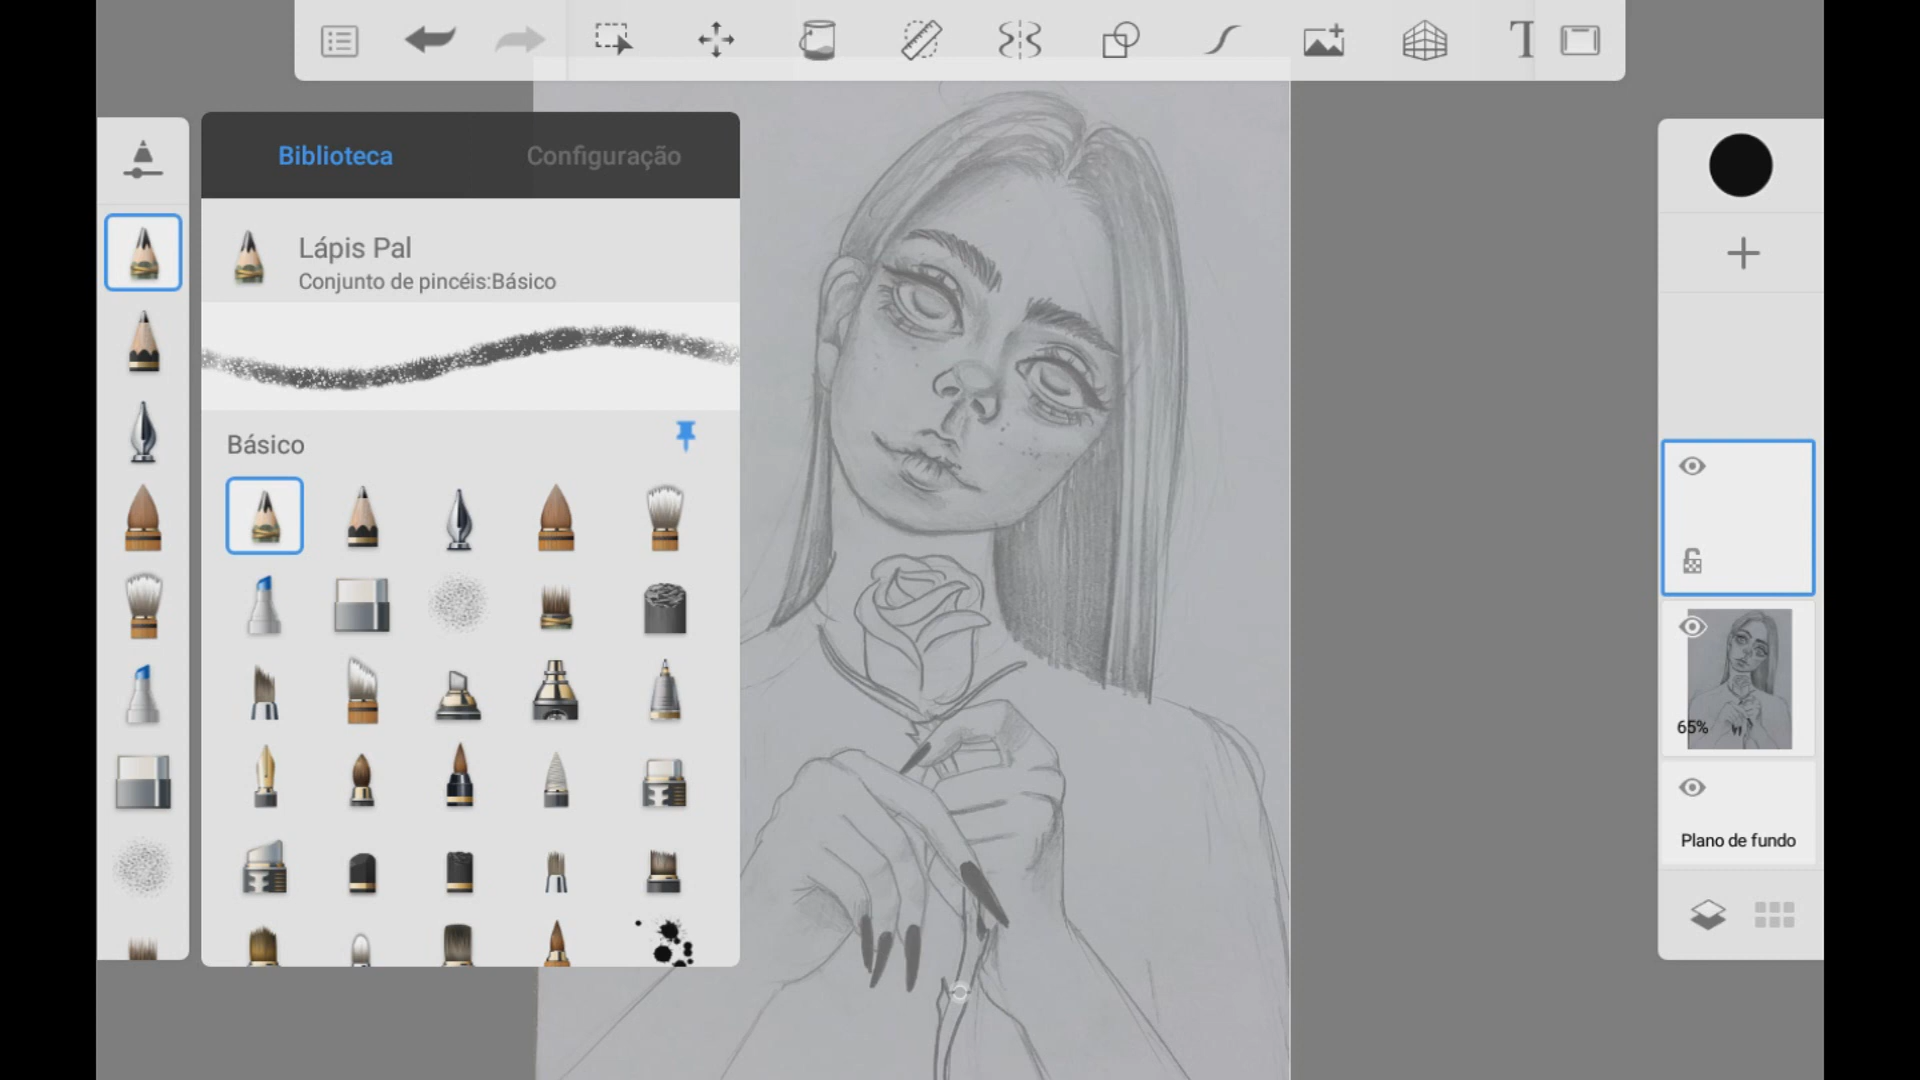 T
Biblioteca
Configuração
Lápis Pal
Conjunto de pincéis:Básico
Básico
65%
Plano de fundo